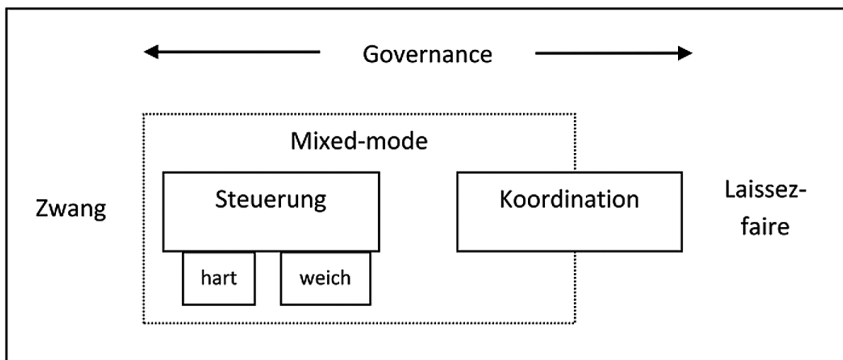 Governance
Mixed-mode
Zwang
Steuerung
hart
weich
Koordination
Laissez-
faire